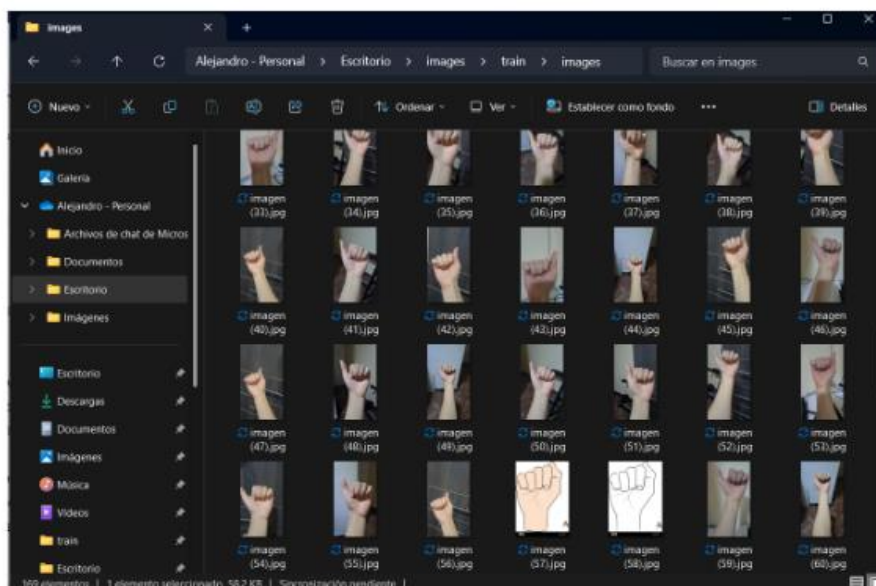 images
Alejandro - Personal > Escritorio > images > train > images
Buscar en images
Nuevo
Ordenar
Ver
Establecer como fondo
Detalles
Inicio
Galería
Alejandro - Personal
Archivos de chat de Micros
Documentos
Escritorio
Imágenes
Escritorio
Descargas
Documentos
Imágenes
Música
Vídeos
train
Escritorio
imagen (33).jpg
imagen (34).jpg
imagen (35).jpg
imagen (36).jpg
imagen (37).jpg
imagen (38).jpg
imagen (39).jpg
imagen (40).jpg
imagen (41).jpg
imagen (42).jpg
imagen (43).jpg
imagen (44).jpg
imagen (45).jpg
imagen (46).jpg
imagen (47).jpg
imagen (48).jpg
imagen (49).jpg
imagen (50).jpg
imagen (51).jpg
imagen (52).jpg
imagen (53).jpg
imagen (54).jpg
imagen (55).jpg
imagen (56).jpg
imagen (57).jpg
imagen (58).jpg
imagen (59).jpg
imagen (60).jpg
169 elementos | 1 elemento seleccionado 58,2 KB | Sincronización pendiente |